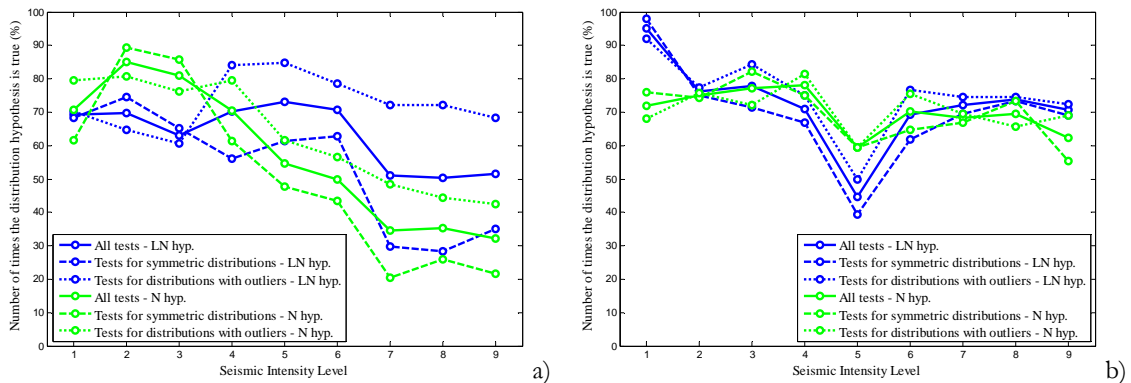 Number of times the distribution hypothesis is true (%)
100
90
80
70
60
50
40
30
20
10
0
All tests - LN hyp.
Tests for symmetric distributions - LN hyp.
Tests for distributions with outliers - LN hyp.
All tests - N hyp.
Tests for symmetric distributions - N hyp.
Tests for distributions with outliers - N hyp.
1 2 3 4 5 6 7 8 9
Seismic Intensity Level
a)
Number of times the distribution hypothesis is true (%)
100
90
80
70
60
50
40
30
20
10
0
All tests - LN hyp.
Tests for symmetric distributions - LN hyp.
Tests for distributions with outliers - LN hyp.
All tests - N hyp.
Tests for symmetric distributions - N hyp.
Tests for distributions with outliers - N hyp.
1 2 3 4 5 6 7 8 9
Seismic Intensity Level
b)